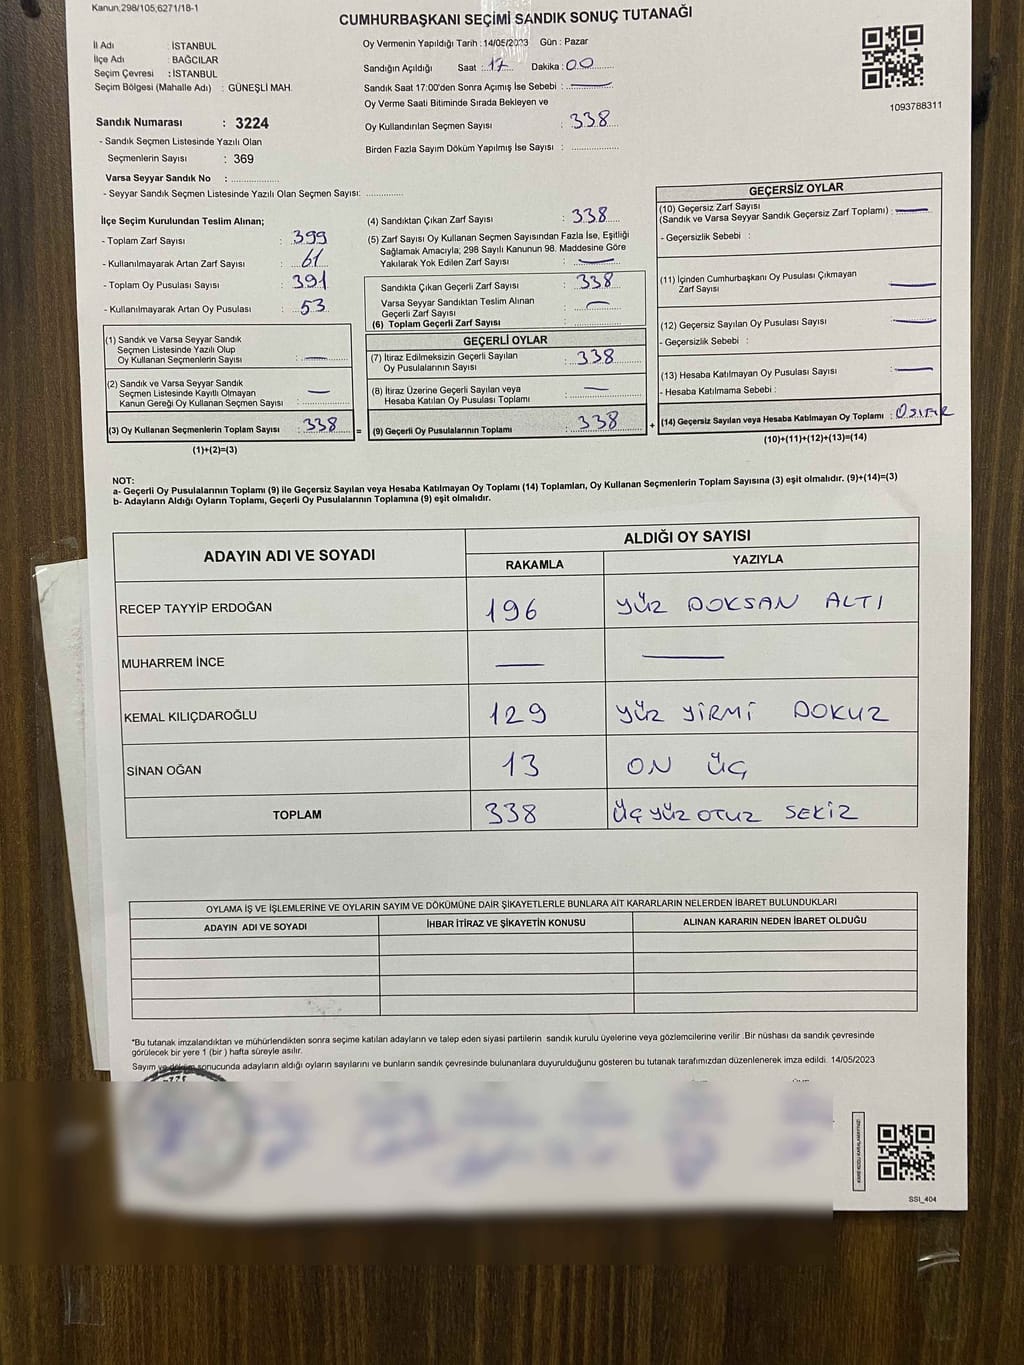 Kanun,298/105,6271/18-1
CUMHURBAŞKANI SEÇİMİ SANDIK SONUÇ TUTANAĞI
İl Adı : İSTANBUL
İlçe Adı : BAĞCILAR
Seçim Çevresi : İSTANBUL
Seçim Bölgesi (Mahalle Adı) : GÜNEŞLİ MAH.
Oy Vermenin Yapıldığı Tarih : 14/05/2023 Gün : Pazar
Sandığın Açıldığı Saat : 17 Dakika : 00
Sandık Saat 17:00'den Sonra Açımış İse Sebebi : —
Oy Verme Saati Bitiminde Sırada Bekleyen ve
Oy Kullandırılan Seçmen Sayısı : 338
Birden Fazla Sayım Döküm Yapılmış İse Sayısı :
1093788311
Sandık Numarası : 3224
- Sandık Seçmen Listesinde Yazılı Olan
Seçmenlerin Sayısı : 369
Varsa Seyyar Sandık No :
- Seyyar Sandık Seçmen Listesinde Yazılı Olan Seçmen Sayısı:
İlçe Seçim Kurulundan Teslim Alınan;
- Toplam Zarf Sayısı : 399
- Kullanılmayarak Artan Zarf Sayısı : 61
- Toplam Oy Pusulası Sayısı : 391
- Kullanılmayarak Artan Oy Pusulası : 53
(1) Sandık ve Varsa Seyyar Sandık
Seçmen Listesinde Yazılı Olup
Oy Kullanan Seçmenlerin Sayısı : —
(2) Sandık ve Varsa Seyyar Sandık
Seçmen Listesinde Kayıtlı Olmayan
Kanun Gereği Oy Kullanan Seçmen Sayısı : —
(3) Oy Kullanan Seçmenlerin Toplam Sayısı : 338 =
(1)+(2)=(3)
(4) Sandıktan Çıkan Zarf Sayısı : 338
(5) Zarf Sayısı Oy Kullanan Seçmen Sayısından Fazla İse, Eşitliği
Sağlamak Amacıyla; 298 Sayılı Kanunun 98. Maddesine Göre
Yakılarak Yok Edilen Zarf Sayısı : —
Sandıkta Çıkan Geçerli Zarf Sayısı : 338
Varsa Seyyar Sandıktan Teslim Alınan
Geçerli Zarf Sayısı : —
(6) Toplam Geçerli Zarf Sayısı
GEÇERLİ OYLAR
(7) İtiraz Edilmeksizin Geçerli Sayılan
Oy Pusulalarının Sayısı : 338
(8) İtiraz Üzerine Geçerli Sayılan veya
Hesaba Katılan Oy Pusulası Toplamı : —
(9) Geçerli Oy Pusulalarının Toplamı : 338 +
GEÇERSİZ OYLAR
(10) Geçersiz Zarf Sayısı
(Sandık ve Varsa Seyyar Sandık Geçersiz Zarf Toplamı) : —
- Geçersizlik Sebebi :
(11) İçinden Cumhurbaşkanı Oy Pusulası Çıkmayan
Zarf Sayısı : —
(12) Geçersiz Sayılan Oy Pusulası Sayısı : —
- Geçersizlik Sebebi :
(13) Hesaba Katılmayan Oy Pusulası Sayısı : —
- Hesaba Katılmama Sebebi :
(14) Geçersiz Sayılan veya Hesaba Katılmayan Oy Toplamı : 0 SIFIR
(10)+(11)+(12)+(13)=(14)
NOT:
a- Geçerli Oy Pusulalarının Toplamı (9) ile Geçersiz Sayılan veya Hesaba Katılmayan Oy Toplamı (14) Toplamları, Oy Kullanan Seçmenlerin Toplam Sayısına (3) eşit olmalıdır. (9)+(14)=(3)
b- Adayların Aldığı Oyların Toplamı, Geçerli Oy Pusulalarının Toplamına (9) eşit olmalıdır.
ADAYIN ADI VE SOYADI ALDIĞI OY SAYISI
RAKAMLA YAZIYLA
RECEP TAYYİP ERDOĞAN 196 YÜZ DOKSAN ALTI
MUHARREM İNCE — —
KEMAL KILIÇDAROĞLU 129 YÜZ YİRMİ DOKUZ
SİNAN OĞAN 13 ON ÜÇ
TOPLAM 338 ÜÇ YÜZ OTUZ SEKİZ
OYLAMA İŞ VE İŞLEMLERİNE VE OYLARIN SAYIM VE DÖKÜMÜNE DAİR ŞİKAYETLERLE BUNLARA AİT KARARLARIN NELERDEN İBARET BULUNDUKLARI
ADAYIN ADI VE SOYADI İHBAR İTİRAZ VE ŞİKAYETİN KONUSU ALINAN KARARIN NEDEN İBARET OLDUĞU
*Bu tutanak imzalandıktan ve mühürlendikten sonra seçime katılan adayların ve talep eden siyasi partilerin sandık kurulu üyelerine veya gözlemcilerine verilir .Bir nüshası da sandık çevresinde
görülecek bir yere 1 (bir ) hafta süreyle asılır.
Sayım ve döküm sonucunda adayların aldığı oyların sayılarını ve bunların sandık çevresinde bulunanlara duyurulduğunu gösteren bu tutanak tarafımızdan düzenlenerek imza edildi. 14/05/2023
SSI_404